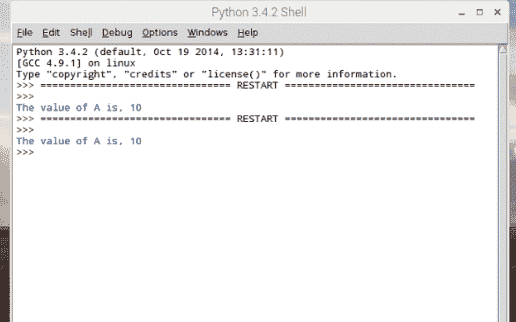 Python 3.4.2 Shell
File Edit Shell Debug Options Windows Help
Python 3.4.2 (default, Oct 19 2014, 13:31:11)
[GCC 4.9.1] on linux
Type "copyright", "credits" or "license()" for more information.
>>> ================================ RESTART ================================
>>>
The value of A is, 10
>>> ================================ RESTART ================================
>>>
The value of A is, 10
>>>